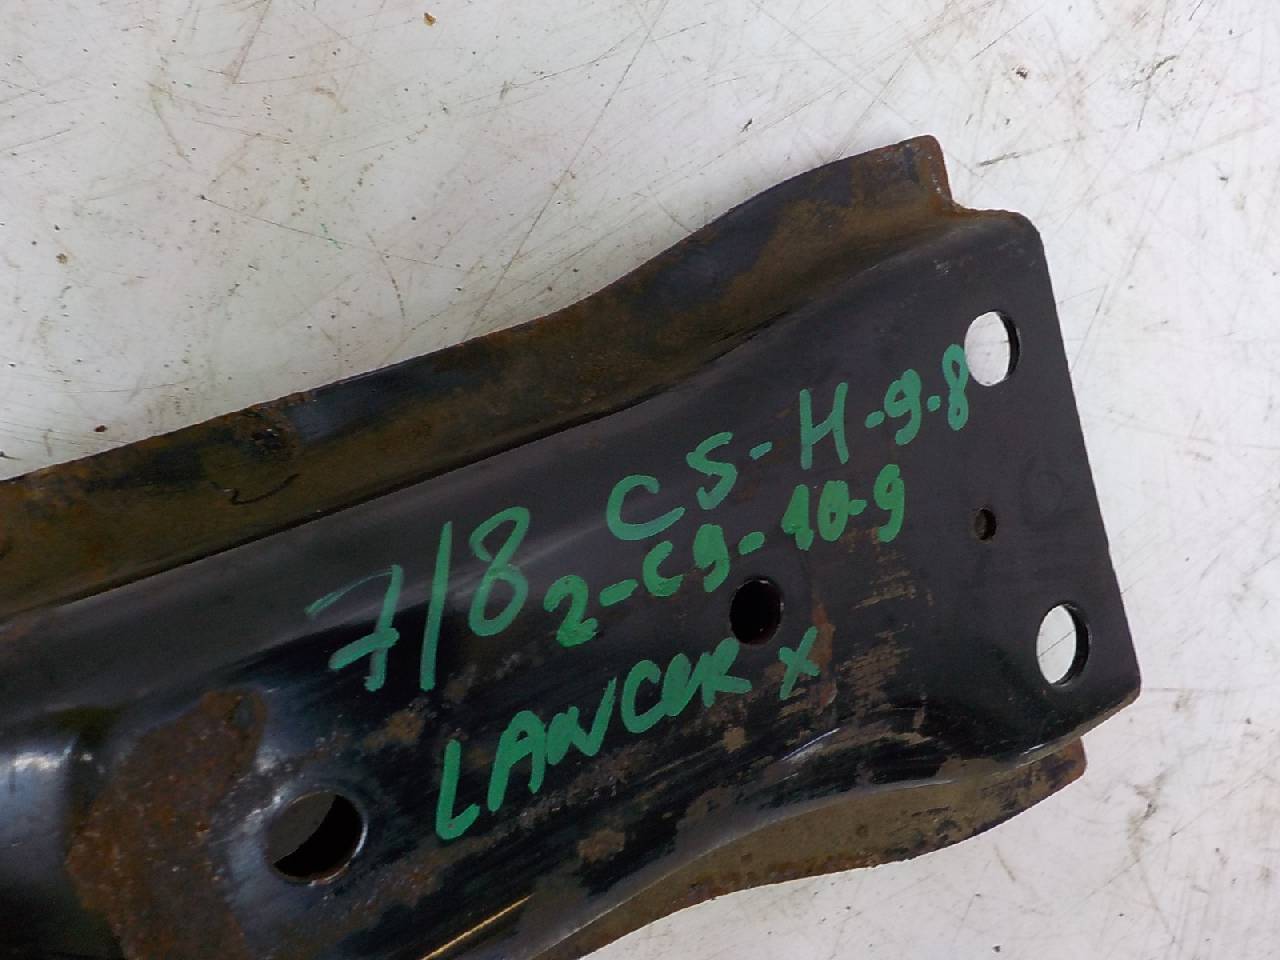 7/8 CS-H-9-8
2-C9-10-9
LANCER X